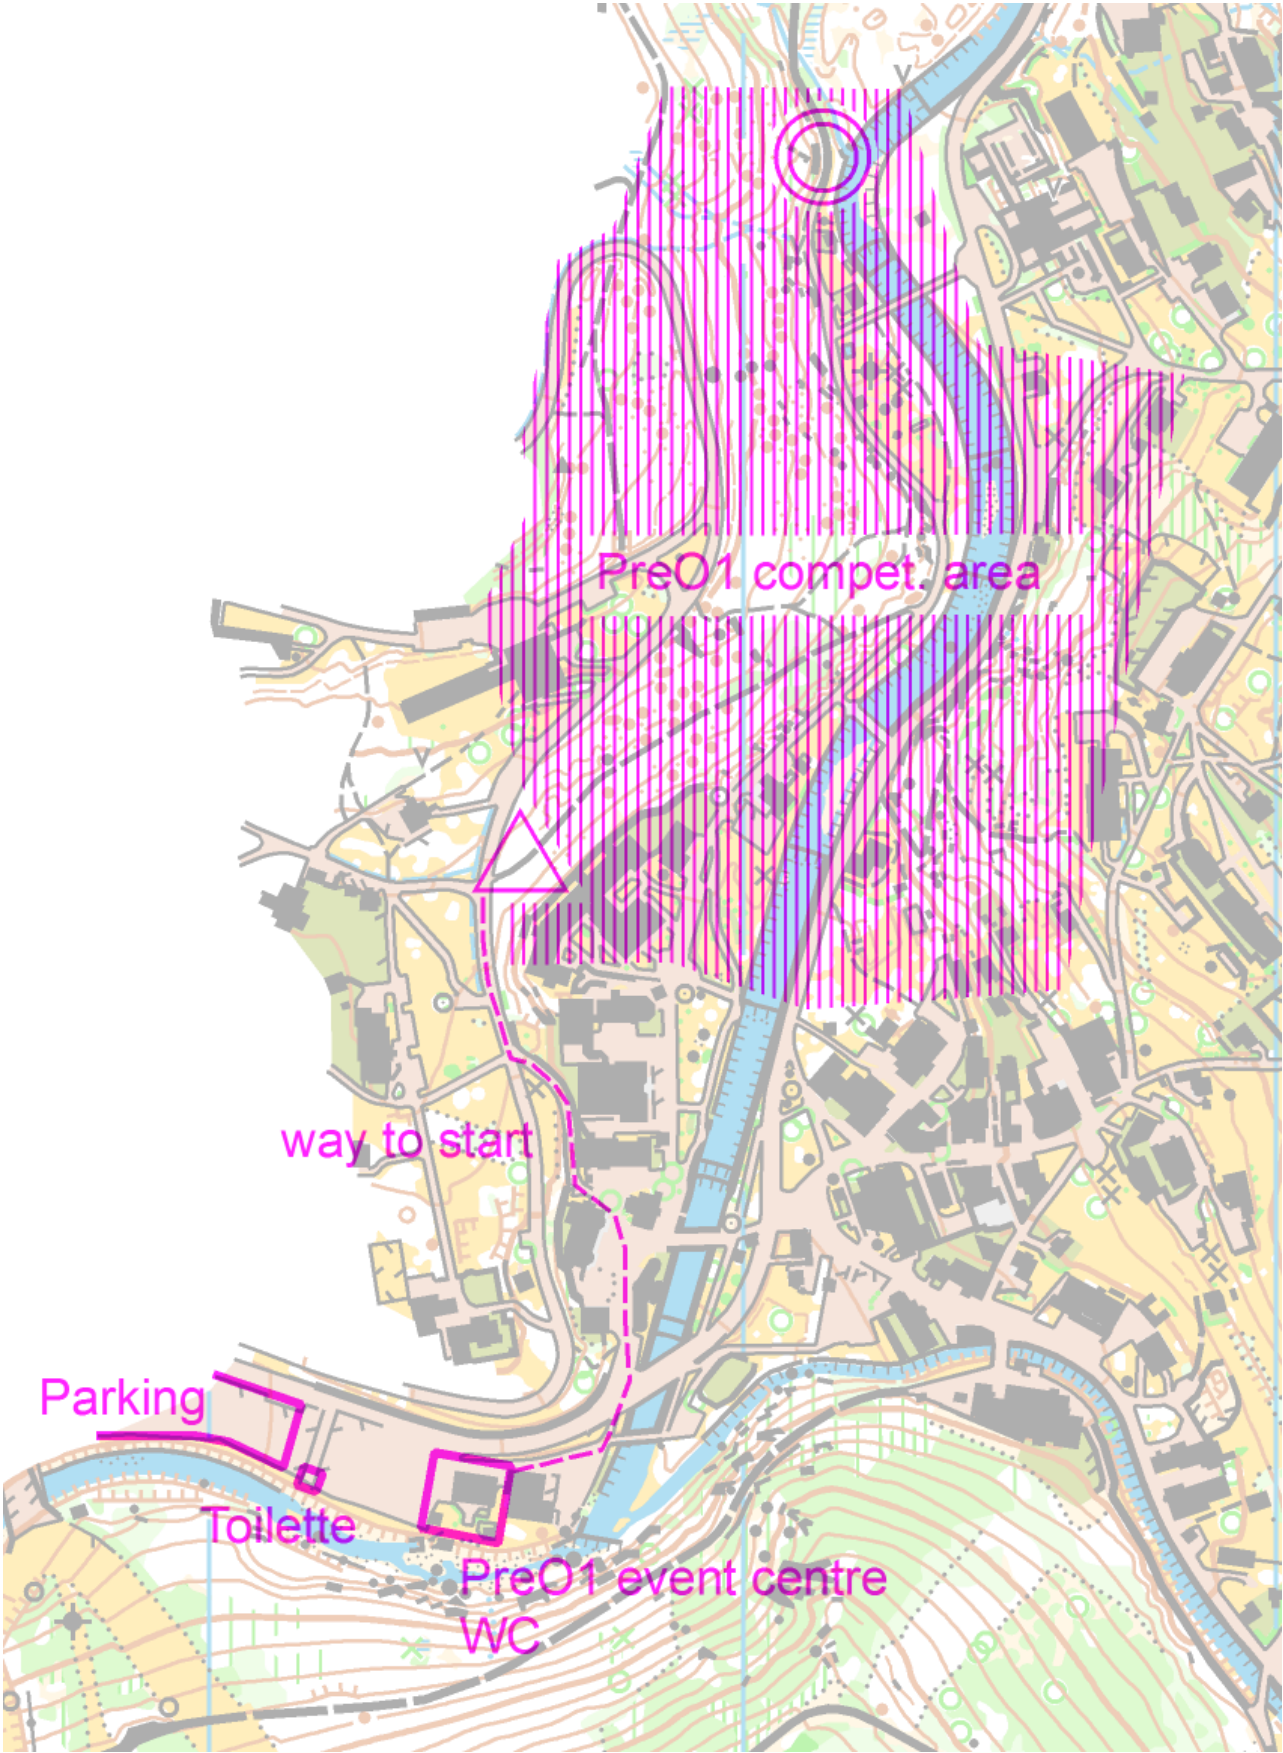 PreO1 compet. area
way to start
Parking
Toilette
PreO1 event centre
WC